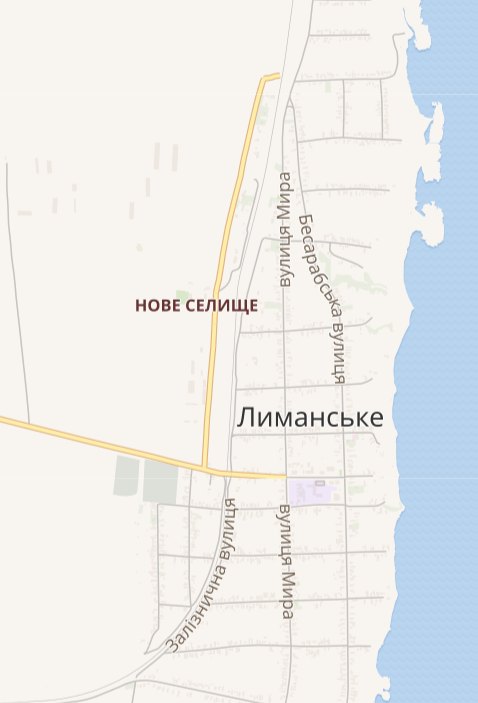 вулиця Мира
Бесарабська вулиця
НОВЕ СЕЛИЩЕ
Лиманське
Залізнична вулиця
вулиця Мира